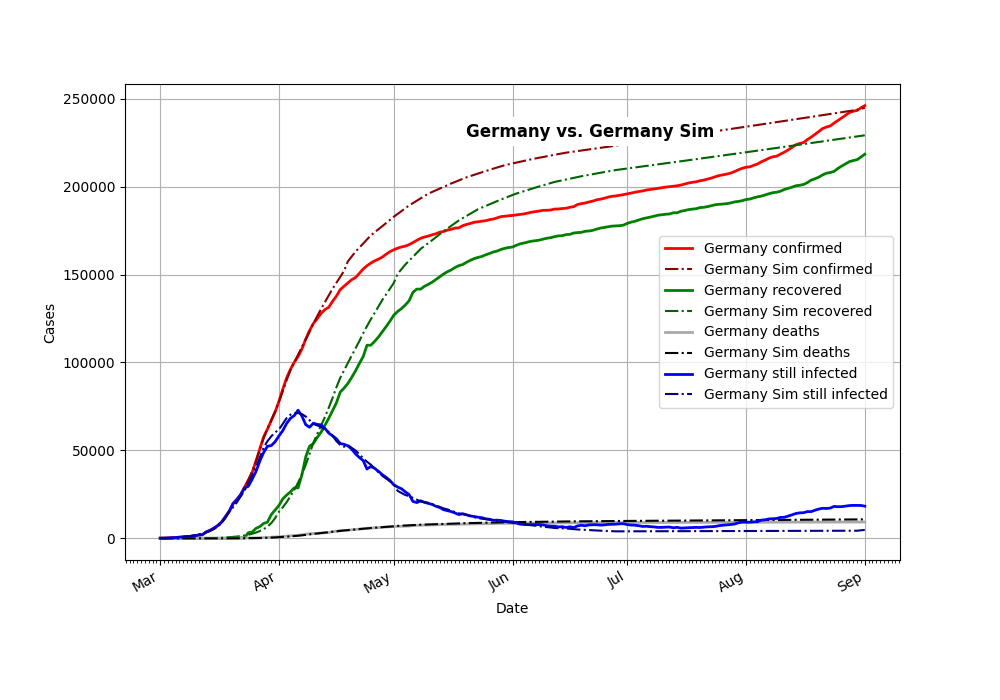 Germany vs. Germany Sim
Cases
250000
200000
150000
100000
50000
0
Germany confirmed
Germany Sim confirmed
Germany recovered
Germany Sim recovered
Germany deaths
Germany Sim deaths
Germany still infected
Germany Sim still infected
Mar
Apr
May
Jun
Jul
Aug
Sep
Date